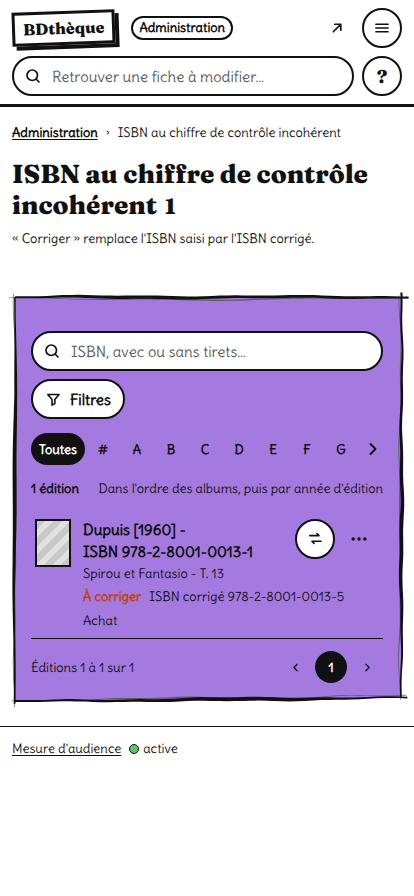 BDthèque
Administration
Retrouver une fiche à modifier...
?
Administration › ISBN au chiffre de contrôle incohérent
ISBN au chiffre de contrôle
incohérent 1
« Corriger » remplace l'ISBN saisi par l'ISBN corrigé.
ISBN, avec ou sans tirets...
Filtres
Toutes # A B C D E F G
1 édition Dans l'ordre des albums, puis par année d'édition
Dupuis [1960] -
ISBN 978-2-8001-0013-1
Spirou et Fantasio - T. 13
À corriger ISBN corrigé 978-2-8001-0013-5
Achat
Éditions 1 à 1 sur 1 ‹ 1 ›
Mesure d'audience active